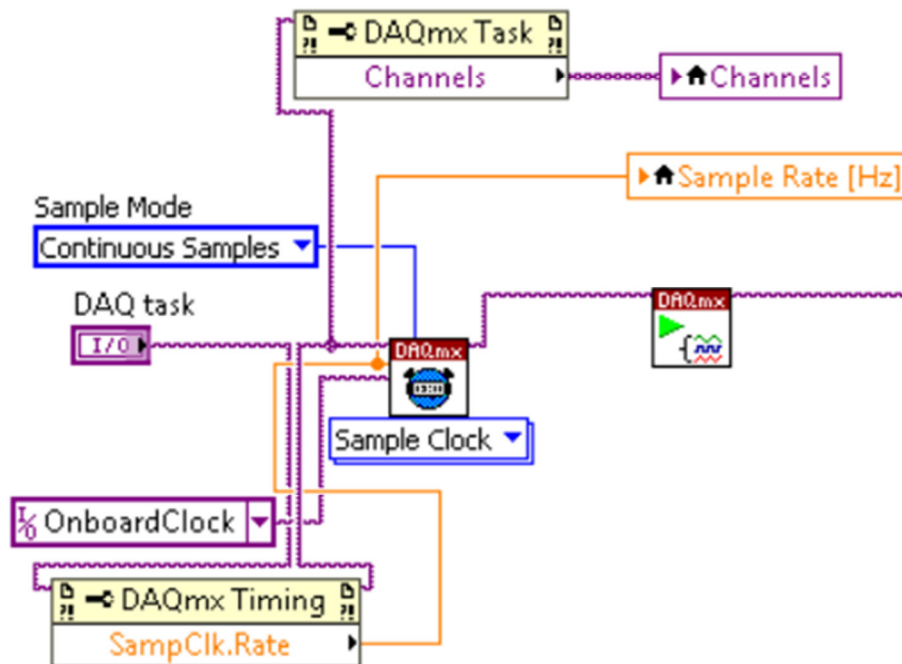 DAQmx Task
Channels
Channels
Sample Rate [Hz]
Sample Mode
Continuous Samples
DAQ task
I/O
DAQmx
DAQmx
Sample Clock
I/O OnboardClock
DAQmx Timing
SampClk.Rate